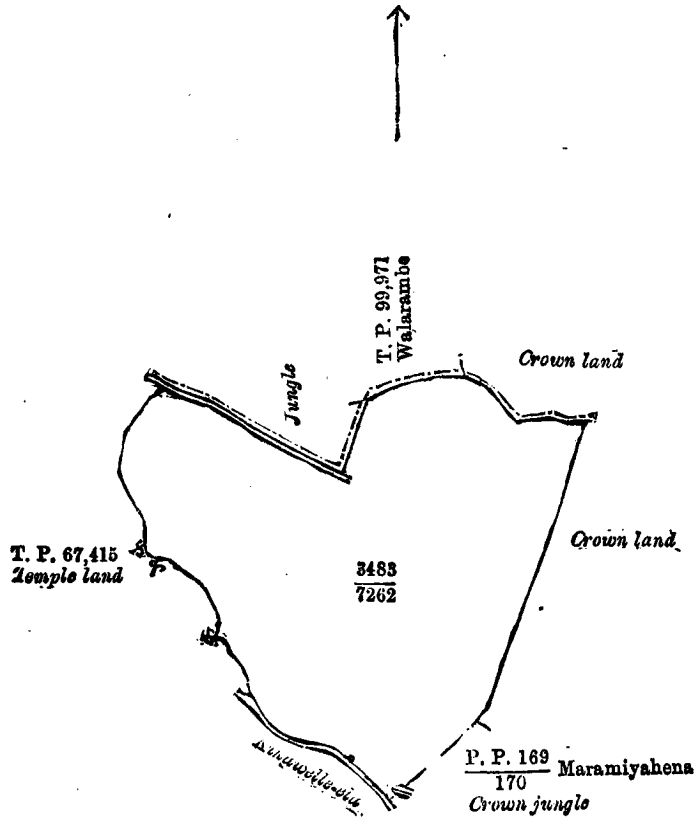 T. P. 99,971
Walarambe
Crown land
Jungle
Crown land
T. P. 67,415
Temple land
3483
7262
P. P. 169
170
Maramiyahena
Crown jungle